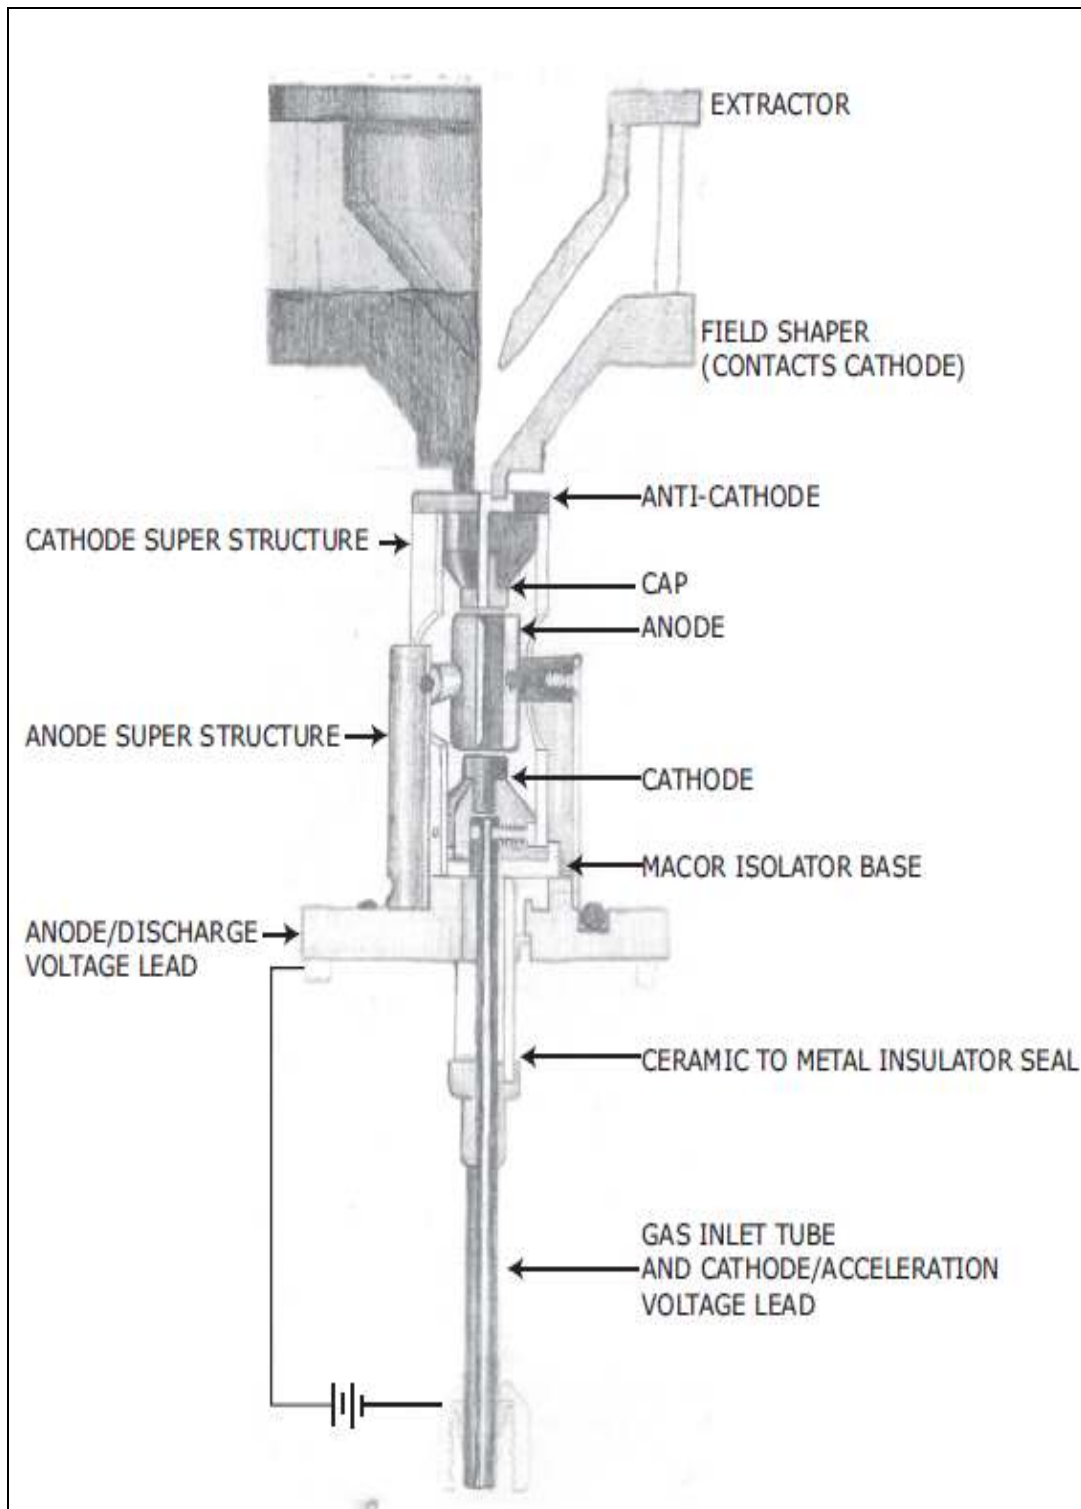 EXTRACTOR
FIELD SHAPER
(CONTACTS CATHODE)
ANTI-CATHODE
CATHODE SUPER STRUCTURE
CAP
ANODE
ANODE SUPER STRUCTURE
CATHODE
MACOR ISOLATOR BASE
ANODE/DISCHARGE
VOLTAGE LEAD
CERAMIC TO METAL INSULATOR SEAL
GAS INLET TUBE
AND CATHODE/ACCELERATION
VOLTAGE LEAD